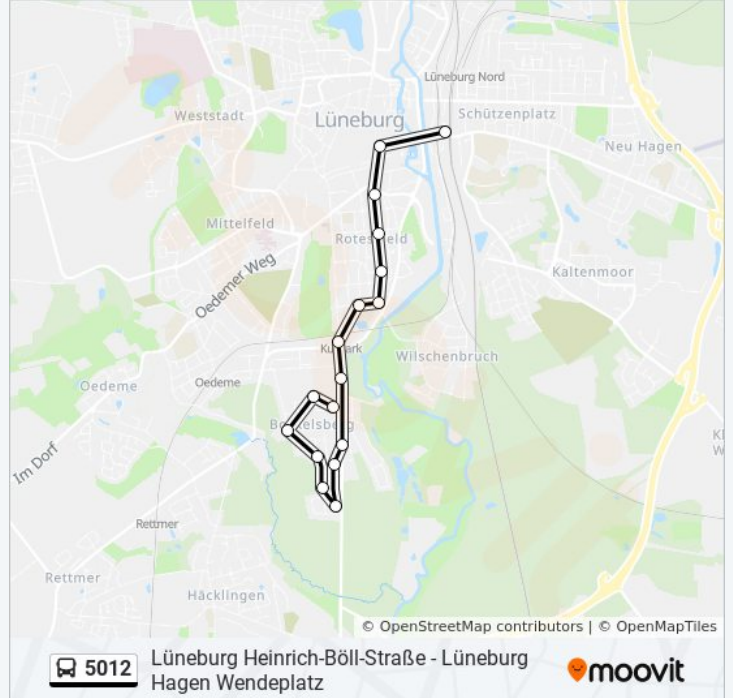 Lüneburg Nord
Weststadt
Lüneburg
Schützenplatz
Neu Hagen
Mittelfeld
Oedemer Weg
Kaltenmoor
Wilschenbruch
Oedeme
Oedeme
Im Dorf
Rettmer
Rettmer
Häcklingen
© OpenStreetMap contributors | © OpenMapTiles
5012
Lüneburg Heinrich-Böll-Straße - Lüneburg
Hagen Wendeplatz
moovit